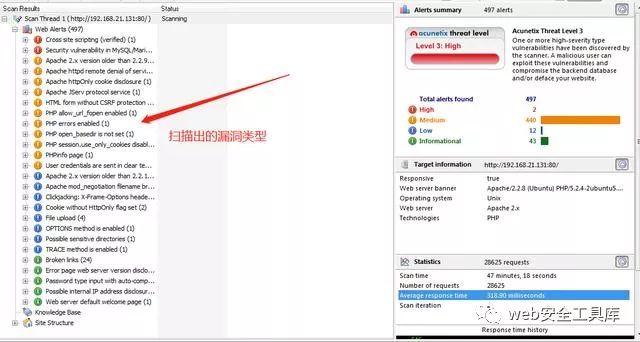 Scan Results
Status
Scan Thread 1 ( http://192.168.21.131:80/ )
Scanning
Web Alerts (497)
Cross site scripting (verified) (1)
Security vulnerability in MySQL/Mari...
Apache 2.x version older than 2.2.9...
Apache httpd remote denial of servic...
Apache httpOnly cookie disclosure (1)
Apache JServ protocol service (1)
HTML form without CSRF protection ...
PHP allow_url_fopen enabled (1)
PHP errors enabled (1)
PHP open_basedir is not set (1)
PHP session.use_only_cookies disab...
PHPinfo page (1)
User credentials are sent in clear te...
Apache 2.x version older than 2.2.1...
Apache mod_negotiation filename br...
Clickjacking: X-Frame-Options heade...
Cookie without HttpOnly flag set (2)
File upload (4)
OPTIONS method is enabled (1)
Possible sensitive directories (1)
TRACE method is enabled (1)
Broken links (24)
Error page web server version disclo...
Password type input with auto-comp...
Possible internal IP address disclosur...
Web server default welcome page (1)
Knowledge Base
Site Structure
扫描出的漏洞类型
Alerts summary
497 alerts
acunetix threat level
Level 3: High
Acunetix Threat Level 3
One or more high-severity type
vulnerabilities have been discovered by
the scanner. A malicious user can
exploit these vulnerabilities and
compromise the backend database
and/or deface your website.
Total alerts found 497
High 2
Medium 440
Low 12
Informational 43
Target information
http://192.168.21.131:80/
Responsive true
Web server banner Apache/2.2.8 (Ubuntu) PHP/5.2.4-2ubuntu5...
Operating system Unix
Web server Apache 2.x
Technologies PHP
Statistics
28625 requests
Scan time 47 minutes, 18 seconds
Number of requests 28625
Average response time 318.90 milliseconds
Scan iteration
Response time history
web安全工具库